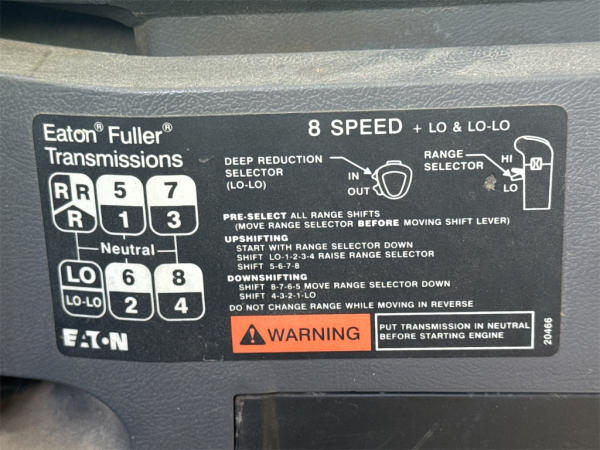 Eaton® Fuller®
Transmissions
8 SPEED + LO & LO-LO
DEEP REDUCTION
SELECTOR
(LO-LO)
IN
OUT
RANGE
SELECTOR
HI
LO
R R 5 7
R 1 3
Neutral
LO 6 8
LO-LO 2 4
PRE-SELECT ALL RANGE SHIFTS
(MOVE RANGE SELECTOR BEFORE MOVING SHIFT LEVER)
UPSHIFTING
START WITH RANGE SELECTOR DOWN
SHIFT LO-1-2-3-4 RAISE RANGE SELECTOR
SHIFT 5-6-7-8
DOWNSHIFTING
SHIFT 8-7-6-5 MOVE RANGE SELECTOR DOWN
SHIFT 4-3-2-1-LO
DO NOT CHANGE RANGE WHILE MOVING IN REVERSE
EATON
WARNING
PUT TRANSMISSION IN NEUTRAL
BEFORE STARTING ENGINE
20466